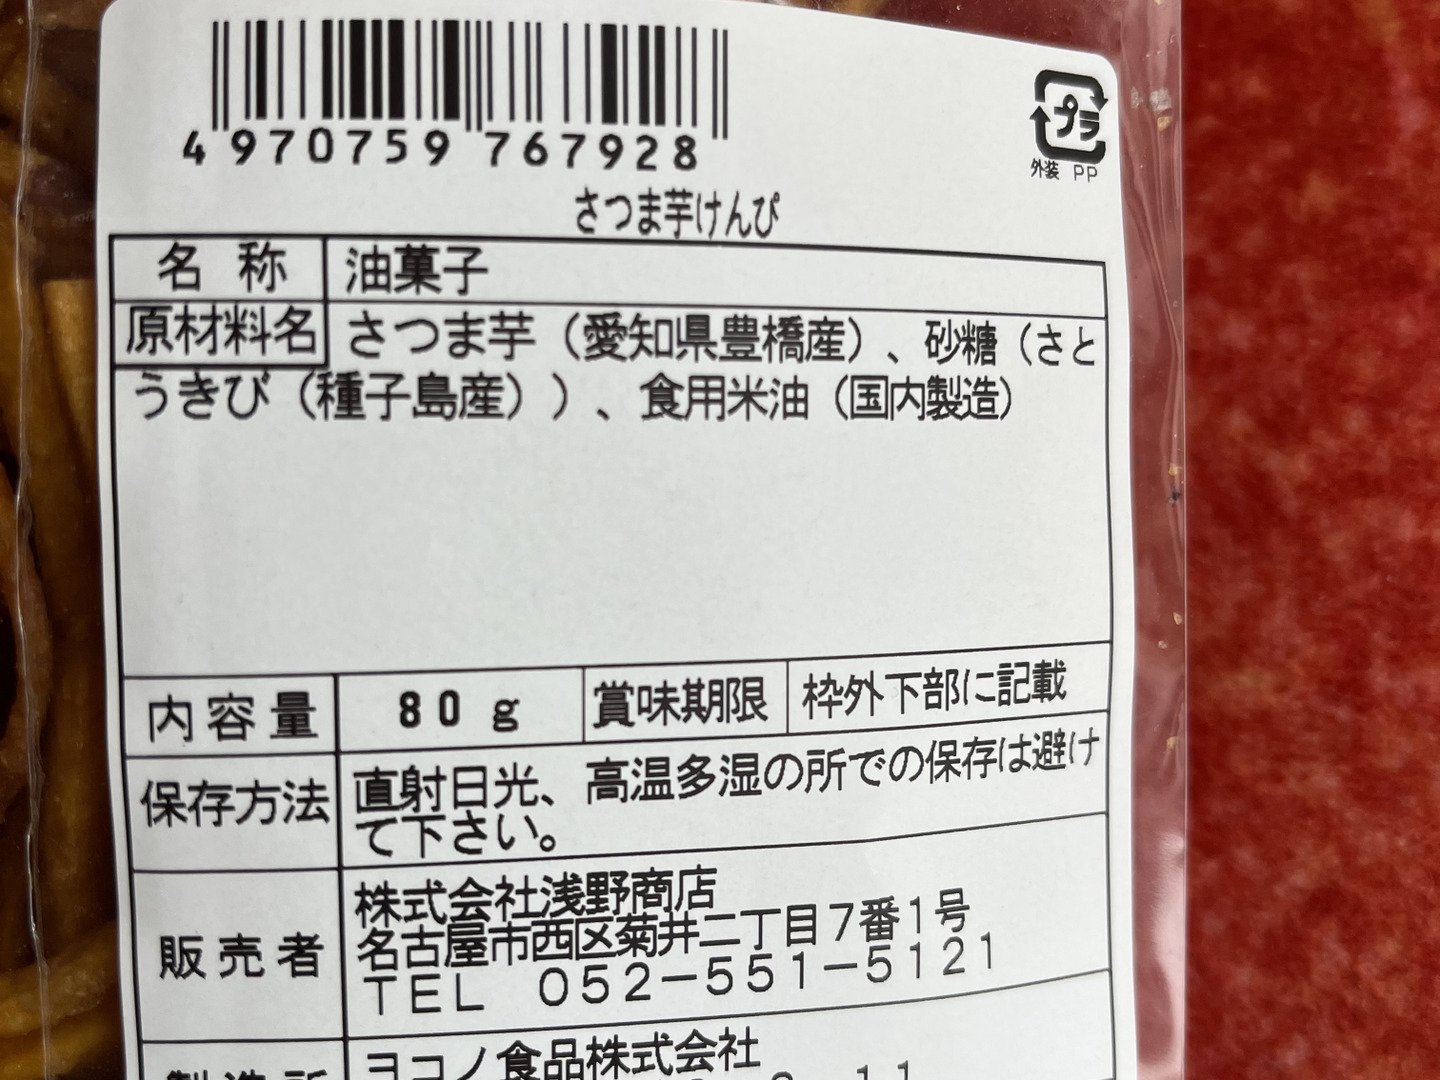 4970759767928
プラ
外装 PP
さつま芋けんぴ
名称 油菓子
原材料名 さつま芋（愛知県豊橋産）、砂糖（さと
うきび（種子島産））、食用米油（国内製造）
内容量 80g 賞味期限 枠外下部に記載
保存方法 直射日光、高温多湿の所での保存は避け
て下さい。
販売者 株式会社浅野商店
名古屋市西区菊井二丁目7番1号
TEL 052-551-5121
製造所 ヨコノ食品株式会社